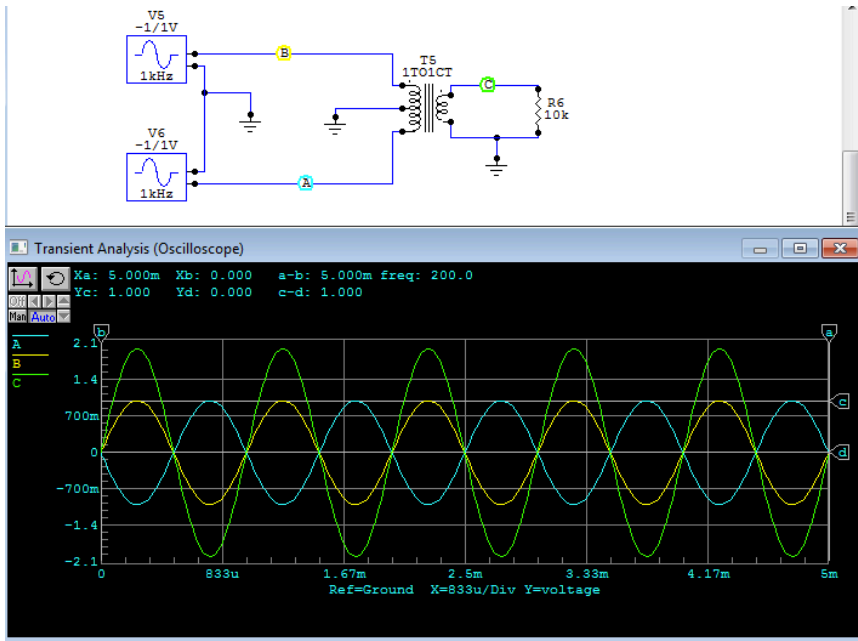 V5
-1/1V
1kHz
B
T5
1TO1CT
C
R6
10k
V6
-1/1V
1kHz
A
Transient Analysis (Oscilloscope)
Xa: 5.000m Xb: 0.000 a-b: 5.000m freq: 200.0
Yc: 1.000 Yd: 0.000 c-d: 1.000
Off
Man Auto
b a
A
B
C
2.1
1.4
700m
0
-700m
-1.4
-2.1
c
d
0 833u 1.67m 2.5m 3.33m 4.17m 5m
Ref=Ground X=833u/Div Y=voltage